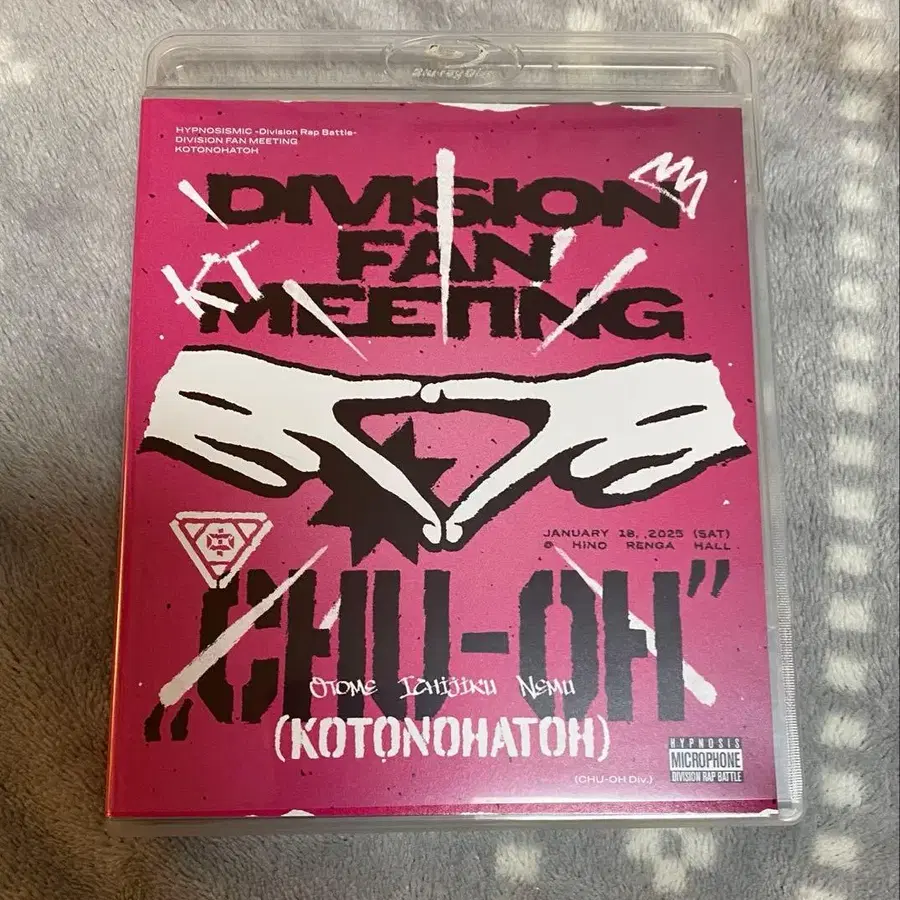 Blu-ray Disc
HYPNOSISMIC -Division Rap Battle-
DIVISION FAN MEETING
KOTONOHATOH
DIVISION
FAN
MEETING
KT
JANUARY 18, ,2025 (SAT)
@ HINO RENGA HALL
„CHU-OH”
OTOME ICHIJIKU NEMU
(KOTONOHATOH)
(CHU-OH Div.)
HYPNOSIS
MICROPHONE
DIVISION RAP BATTLE